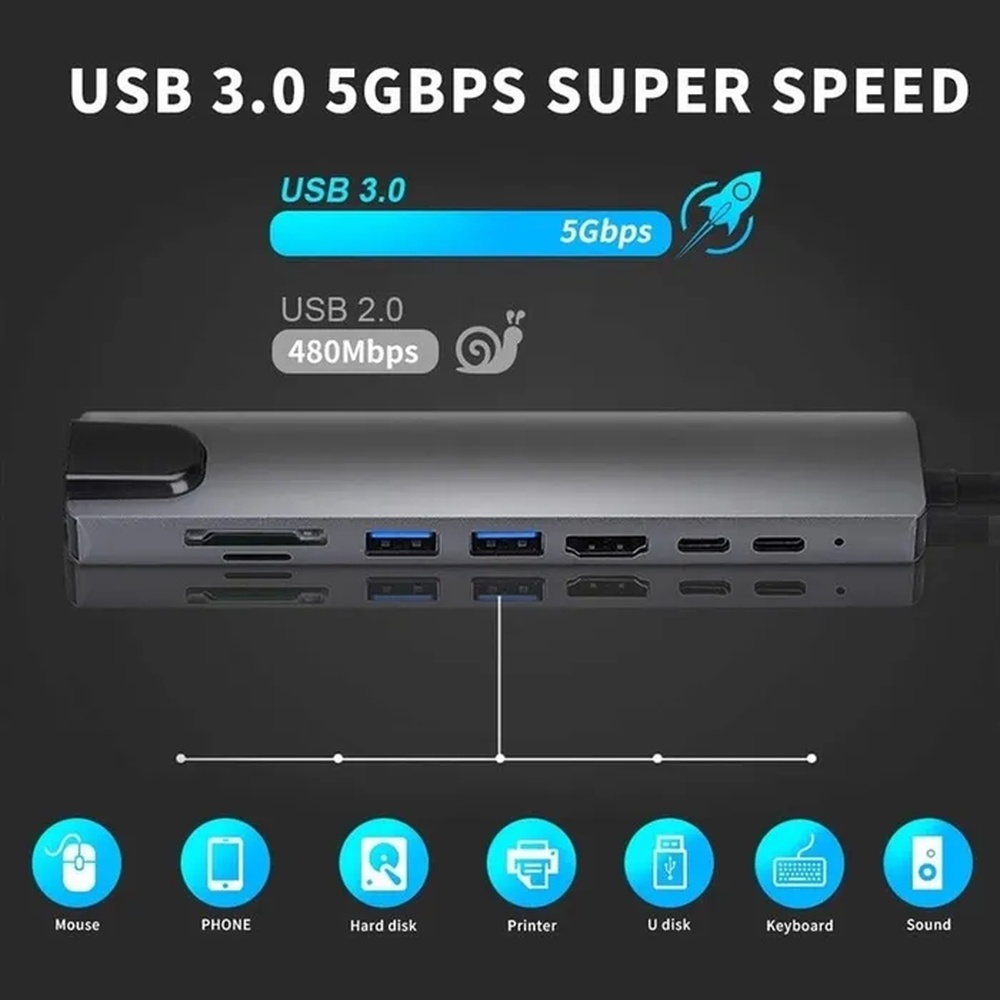 USB 3.0 5GBPS SUPER SPEED
USB 3.0
5Gbps
USB 2.0
480Mbps
Mouse
PHONE
Hard disk
Printer
U disk
Keyboard
Sound